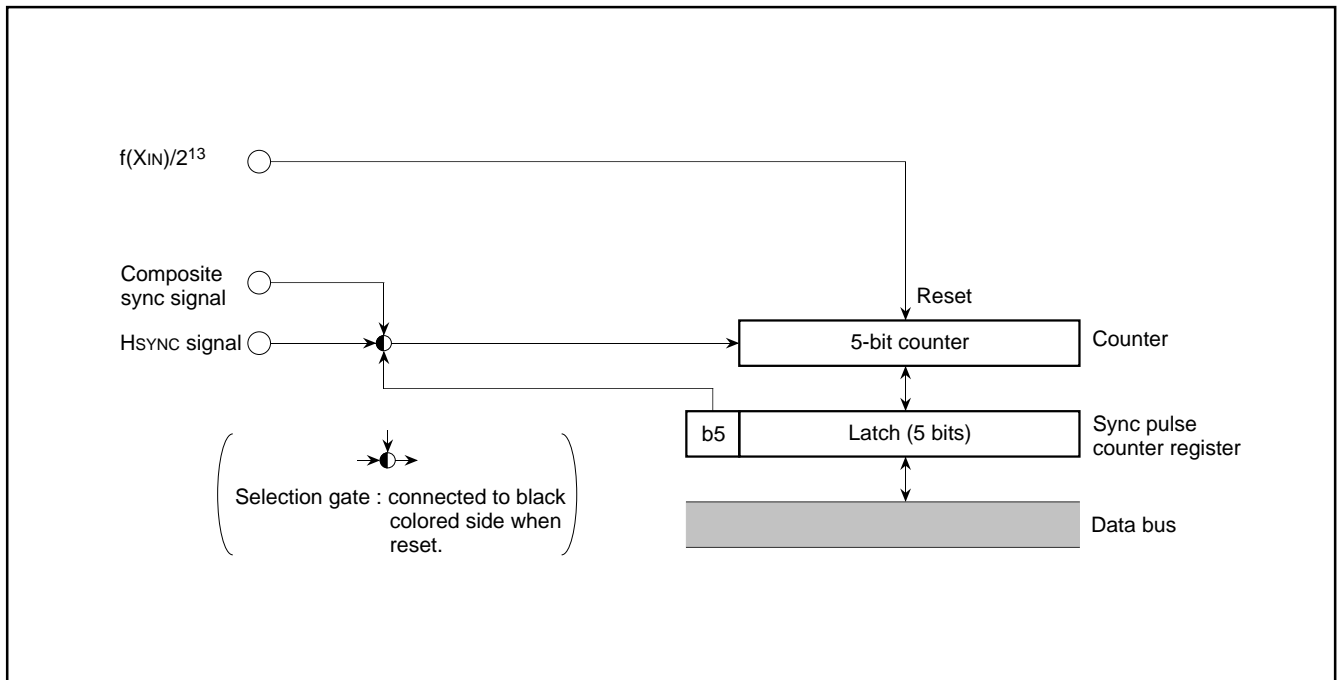 f(XIN)/2¹³
Composite
sync signal
HSYNC signal
Reset
5-bit counter
Counter
b5
Latch (5 bits)
Sync pulse
counter register
Selection gate : connected to black
colored side when
reset.
Data bus